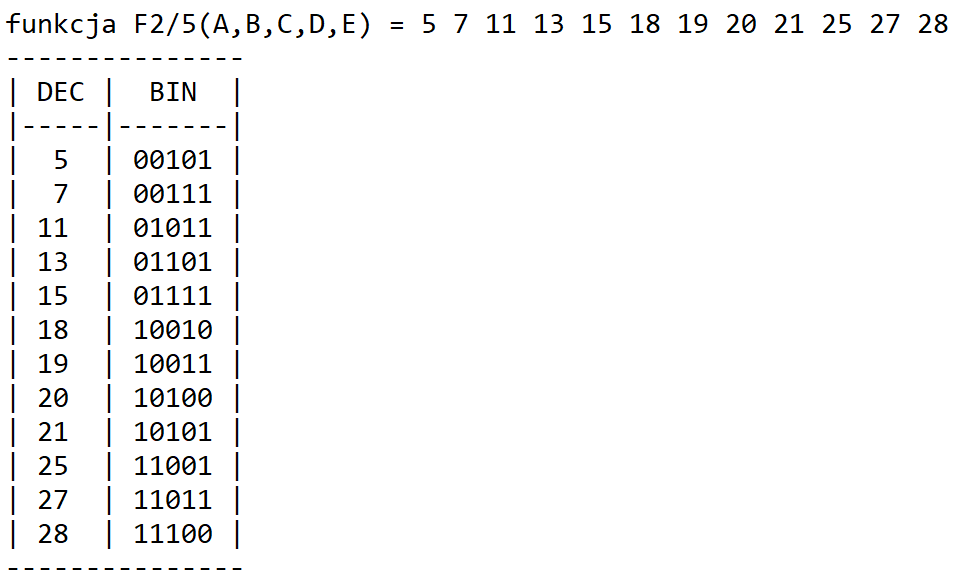 funkcja F2/5(A,B,C,D,E) = 5 7 11 13 15 18 19 20 21 25 27 28
---------------
| DEC |  BIN  |
|-----|-------|
|  5  | 00101 |
|  7  | 00111 |
| 11  | 01011 |
| 13  | 01101 |
| 15  | 01111 |
| 18  | 10010 |
| 19  | 10011 |
| 20  | 10100 |
| 21  | 10101 |
| 25  | 11001 |
| 27  | 11011 |
| 28  | 11100 |
---------------